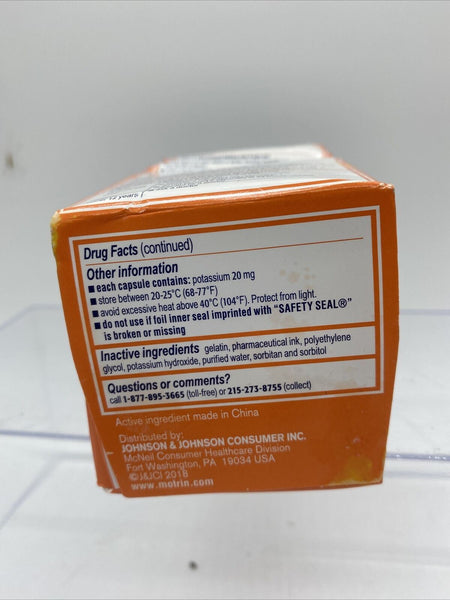 Drug Facts (continued)
Other information
■ each capsule contains: potassium 20 mg
■ store between 20-25°C (68-77°F)
■ avoid excessive heat above 40°C (104°F). Protect from light.
■ do not use if foil inner seal imprinted with “SAFETY SEAL®”
is broken or missing
Inactive ingredients gelatin, pharmaceutical ink, polyethylene
glycol, potassium hydroxide, purified water, sorbitan and sorbitol
Questions or comments?
call 1-877-895-3665 (toll-free) or 215-273-8755 (collect)
Active ingredient made in China
Distributed by:
JOHNSON & JOHNSON CONSUMER INC.
McNeil Consumer Healthcare Division
Fort Washington, PA 19034 USA
©J&JCI 2018
www.motrin.com